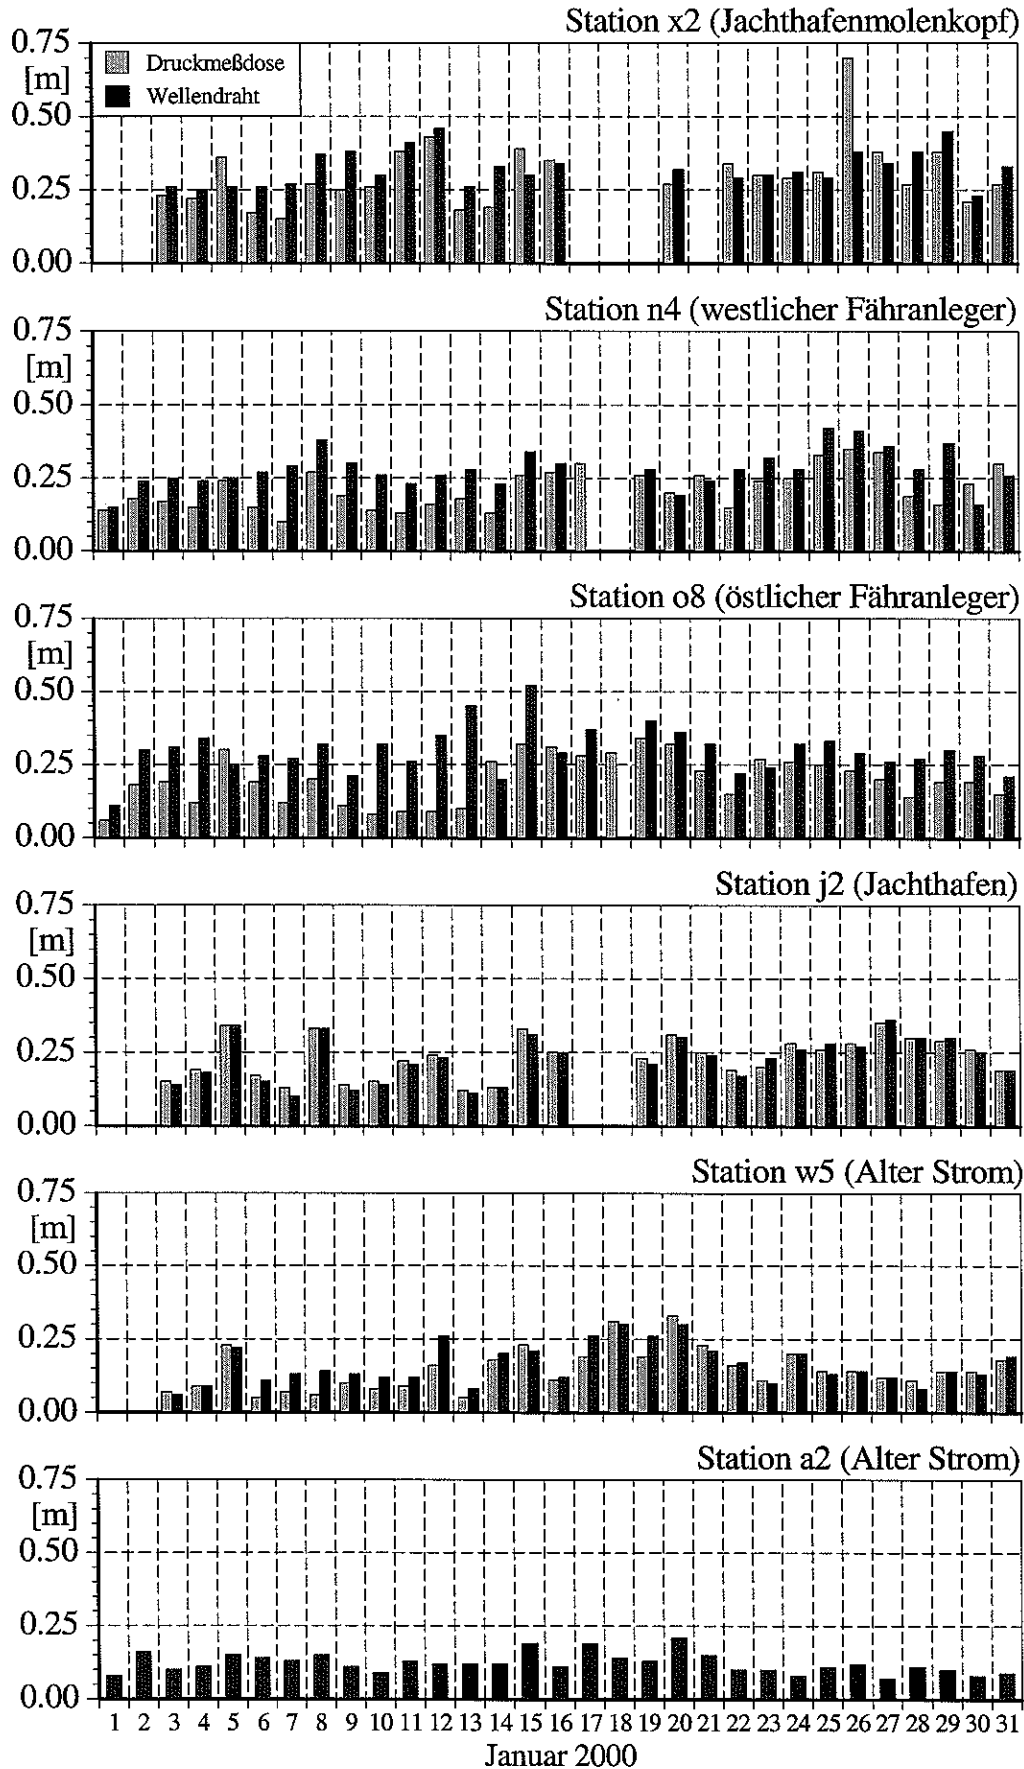 Station x2 (Jachthafenmolenkopf)
0.75
[m]
0.50
0.25
0.00
Druckmeßdose
Wellendraht
Station n4 (westlicher Fähranleger)
0.75
[m]
0.50
0.25
0.00
Station o8 (östlicher Fähranleger)
0.75
[m]
0.50
0.25
0.00
Station j2 (Jachthafen)
0.75
[m]
0.50
0.25
0.00
Station w5 (Alter Strom)
0.75
[m]
0.50
0.25
0.00
Station a2 (Alter Strom)
0.75
[m]
0.50
0.25
0.00
1 2 3 4 5 6 7 8 9 10 11 12 13 14 15 16 17 18 19 20 21 22 23 24 25 26 27 28 29 30 31
Januar 2000